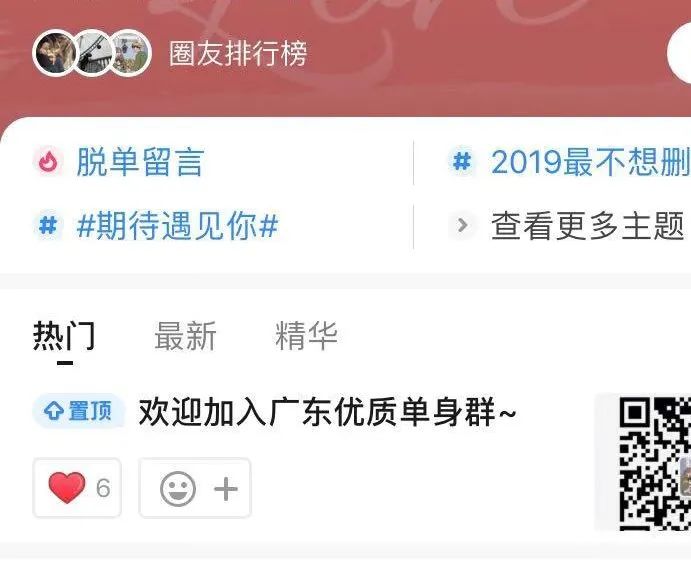 圈友排行榜
脱单留言
# 2019最不想删
# #期待遇见你#
查看更多主题
热门 最新 精华
置顶 欢迎加入广东优质单身群~
6